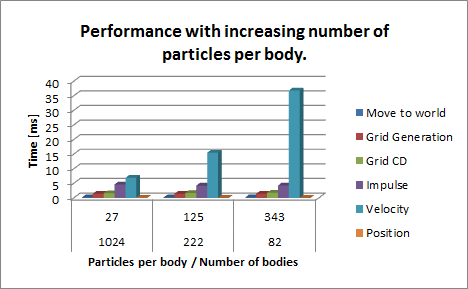 Performance with increasing number of
particles per body.
40
35
30
25
20
15
10
5
0
Time [ms]
27 125 343
1024 222 82
Particles per body / Number of bodies
Move to world
Grid Generation
Grid CD
Impulse
Velocity
Position